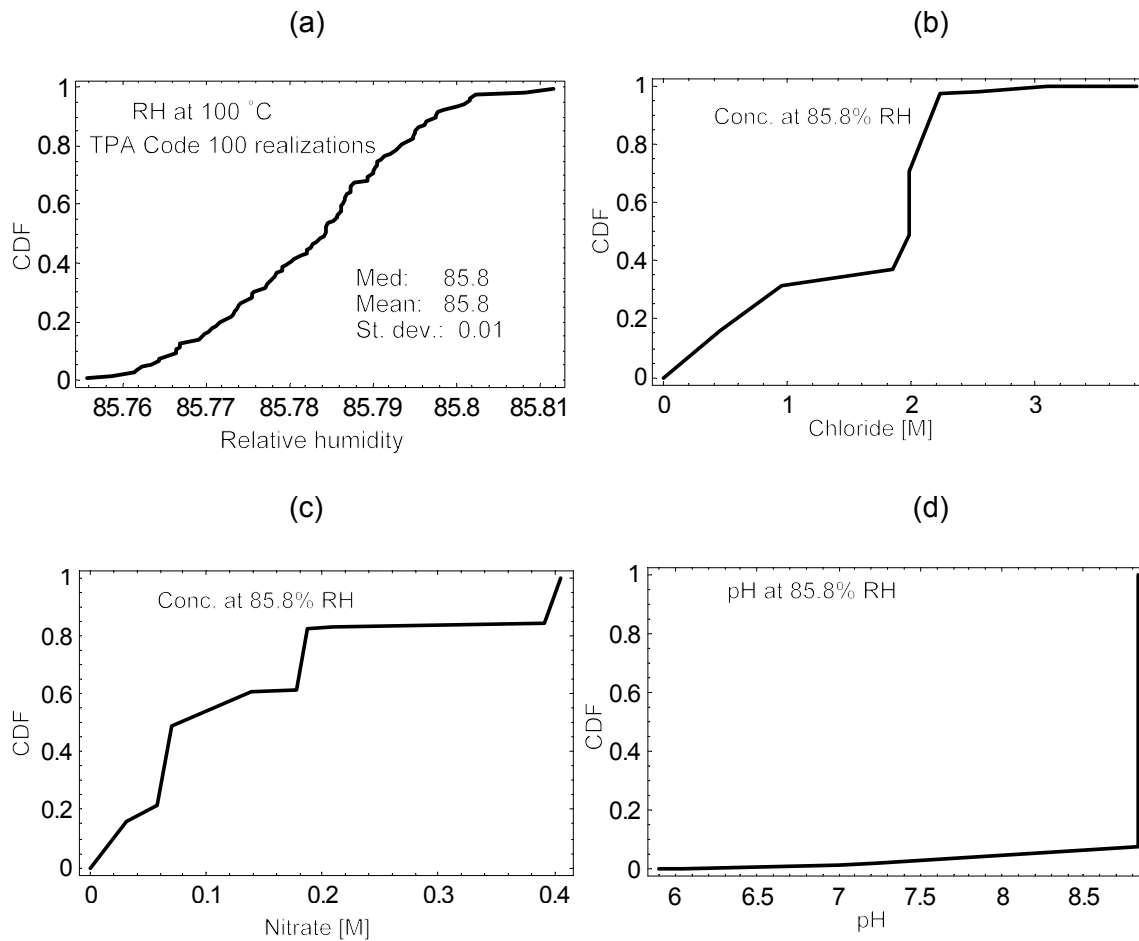 (a)
1
0.8
0.6
0.4
0.2
0
CDF
RH at 100 °C
TPA Code 100 realizations
Med: 85.8
Mean: 85.8
St. dev.: 0.01
85.76 85.77 85.78 85.79 85.8 85.81
Relative humidity
(b)
1
0.8
0.6
0.4
0.2
0
CDF
Conc. at 85.8% RH
0 1 2 3
Chloride [M]
(c)
1
0.8
0.6
0.4
0.2
0
CDF
Conc. at 85.8% RH
0 0.1 0.2 0.3 0.4
Nitrate [M]
(d)
1
0.8
0.6
0.4
0.2
0
CDF
pH at 85.8% RH
6 6.5 7 7.5 8 8.5
pH